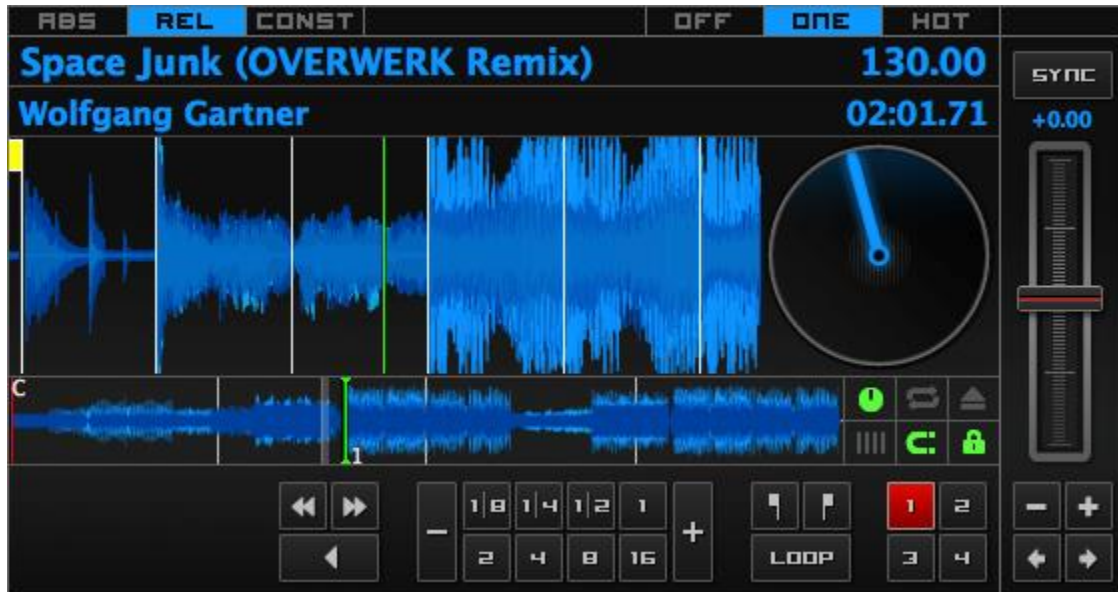 ABS REL CONST OFF ONE HOT
Space Junk (OVERWERK Remix) 130.00
SYNC
Wolfgang Gartner 02:01.71 +0.00
C
1
1|8 1|4 1|2 1 1 2
− +
2 4 8 16 LOOP 3 4